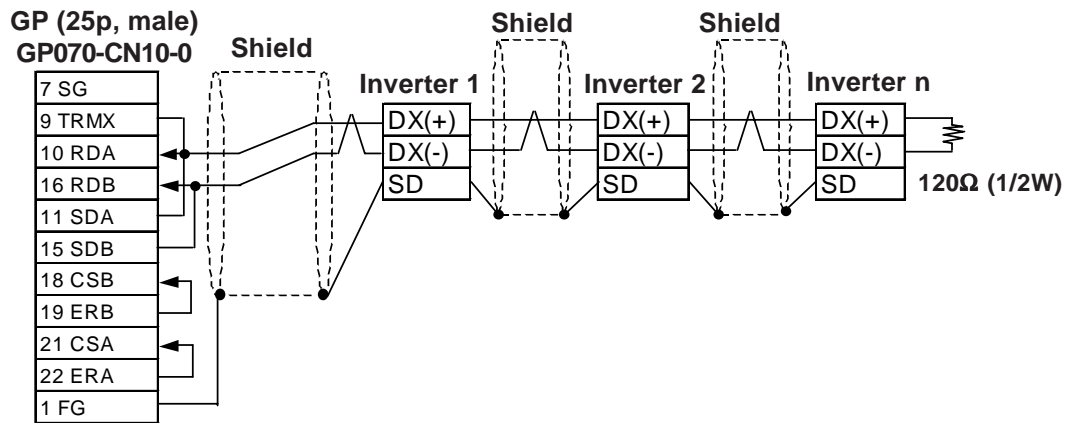 GP (25p, male)
GP070-CN10-0
Shield
Shield
Shield
Inverter 1
Inverter 2
Inverter n
7 SG
9 TRMX
10 RDA
16 RDB
11 SDA
15 SDB
18 CSB
19 ERB
21 CSA
22 ERA
1 FG
DX(+)
DX(-)
SD
DX(+)
DX(-)
SD
DX(+)
DX(-)
SD
120Ω (1/2W)